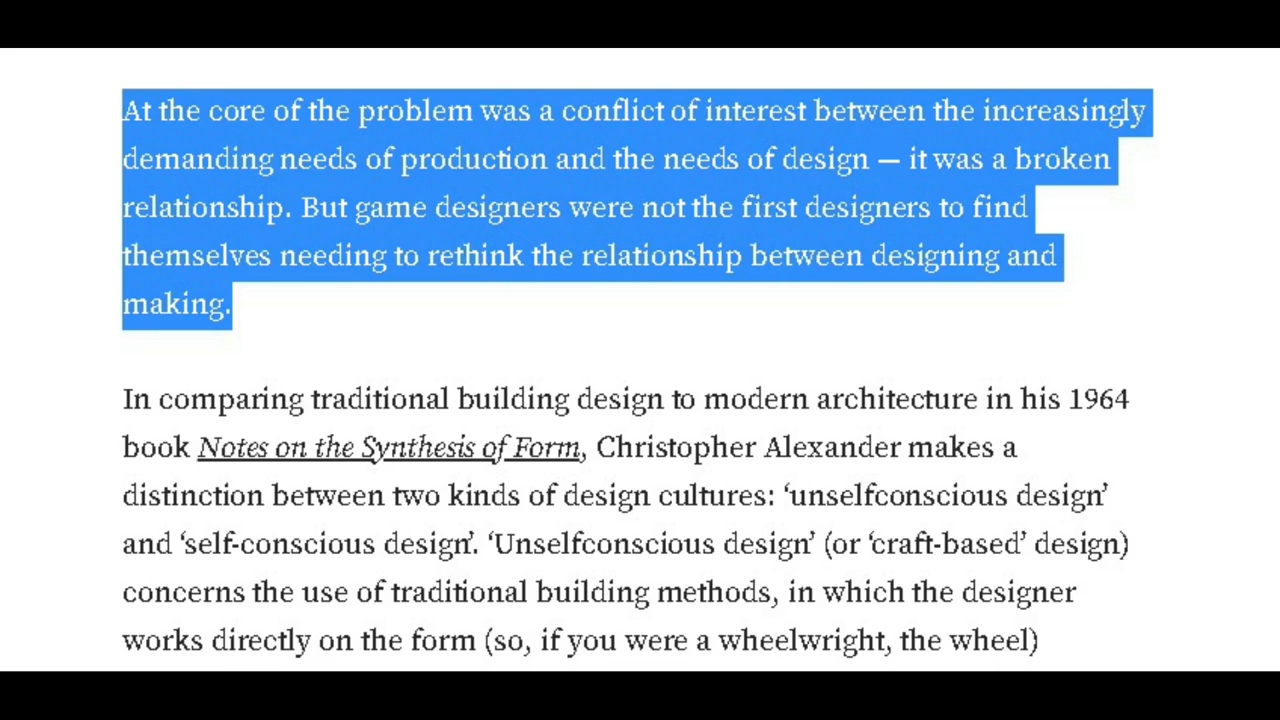 At the core of the problem was a conflict of interest between the increasingly
demanding needs of production and the needs of design — it was a broken
relationship. But game designers were not the first designers to find
themselves needing to rethink the relationship between designing and
making.
In comparing traditional building design to modern architecture in his 1964
book Notes on the Synthesis of Form, Christopher Alexander makes a
distinction between two kinds of design cultures: ‘unselfconscious design’
and ‘self-conscious design’. ‘Unselfconscious design’ (or ‘craft-based’ design)
concerns the use of traditional building methods, in which the designer
works directly on the form (so, if you were a wheelwright, the wheel)